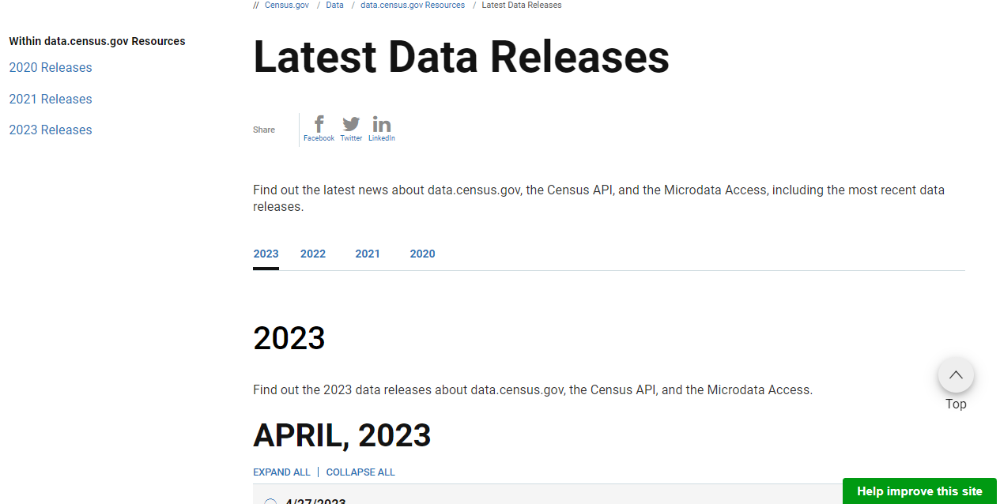 // Census.gov / Data / data.census.gov Resources / Latest Data Releases
Within data.census.gov Resources
2020 Releases
2021 Releases
2023 Releases
Latest Data Releases
Share
Facebook Twitter LinkedIn
Find out the latest news about data.census.gov, the Census API, and the Microdata Access, including the most recent data
releases.
2023 2022 2021 2020
2023
Find out the 2023 data releases about data.census.gov, the Census API, and the Microdata Access.
Top
APRIL, 2023
EXPAND ALL | COLLAPSE ALL
4/27/2023
Help improve this site